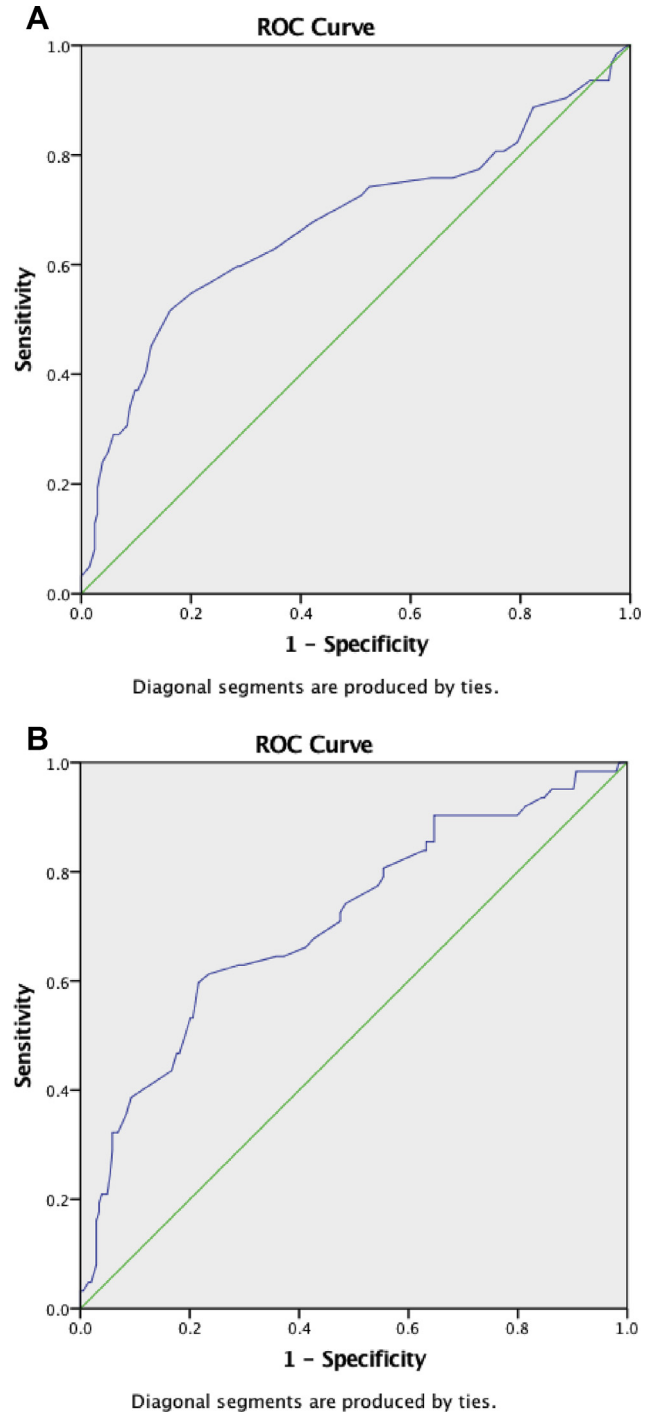 A
ROC Curve
1.0
0.8
0.6
0.4
0.2
0.0
Sensitivity
0.0 0.2 0.4 0.6 0.8 1.0
1 - Specificity
Diagonal segments are produced by ties.
B
ROC Curve
1.0
0.8
0.6
0.4
0.2
0.0
Sensitivity
0.0 0.2 0.4 0.6 0.8 1.0
1 - Specificity
Diagonal segments are produced by ties.